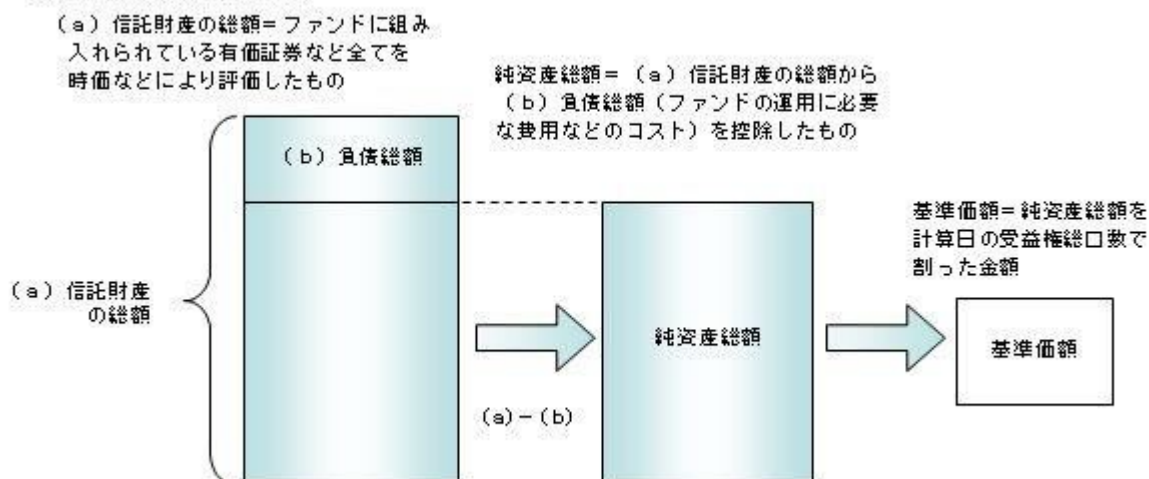 (a)信託財産の総額=ファンドに組み
入れられている有価証券など全てを
時価などにより評価したもの
純資産総額=(a)信託財産の総額から
(b)負債総額(ファンドの運用に必要
な費用などのコスト)を控除したもの
(b)負債総額
基準価額=純資産総額を
計算日の受益権総口数で
割った金額
(a)信託財産
の総額
純資産総額
基準価額
(a)-(b)